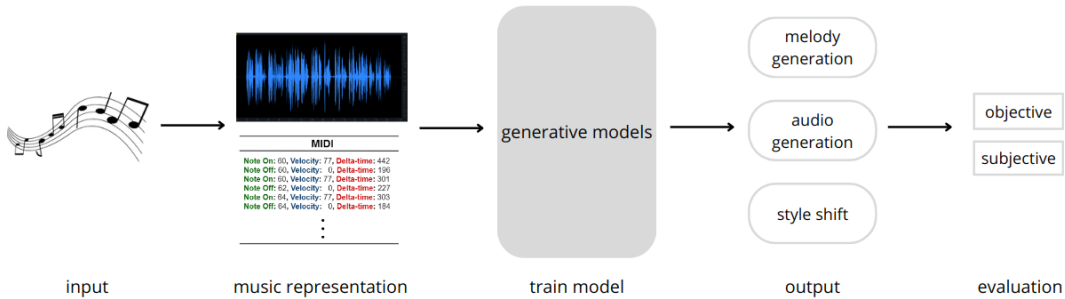 melody
generation
generative models
audio
generation
objective
subjective
MIDI
Note On: 60, Velocity: 77, Delta-time: 442
Note Off: 60, Velocity: 0, Delta-time: 196
Note On: 60, Velocity: 77, Delta-time: 301
Note Off: 62, Velocity: 0, Delta-time: 227
Note On: 64, Velocity: 77, Delta-time: 303
Note Off: 64, Velocity: 0, Delta-time: 184
style shift
input
music representation
train model
output
evaluation